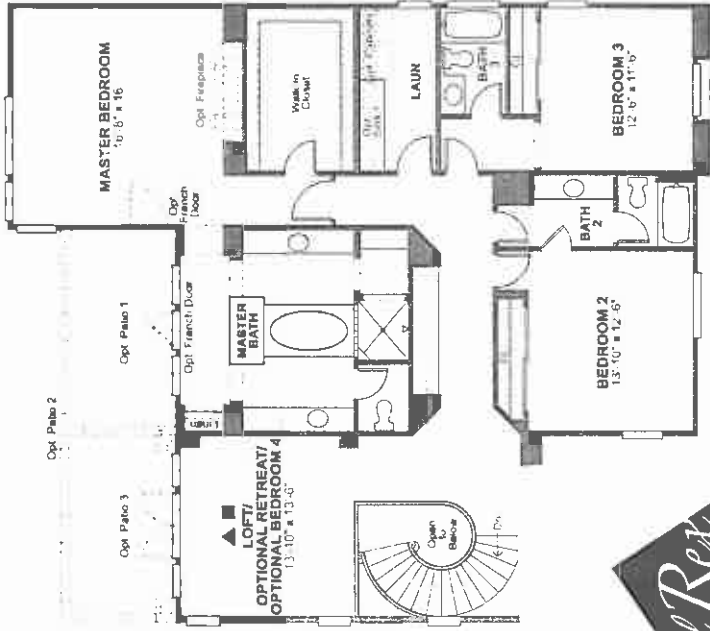 MASTER BEDROOM
16'-6" x 16
Opt Fireplace
Walk In
Closet
LAUN
BATH
3
BEDROOM 3
12'-6" x 11'-6"
Opt
French
Door
Opt Patio 1
Opt French Door
MASTER
BATH
BATH
2
BEDROOM 2
13'-10" x 12'-6"
Opt Patio 2
Opt Patio 3
LOFT/
OPTIONAL RETREAT/
OPTIONAL BEDROOM 4
13'-10" x 13'-6"
Open
To
Below
Dn
Rex